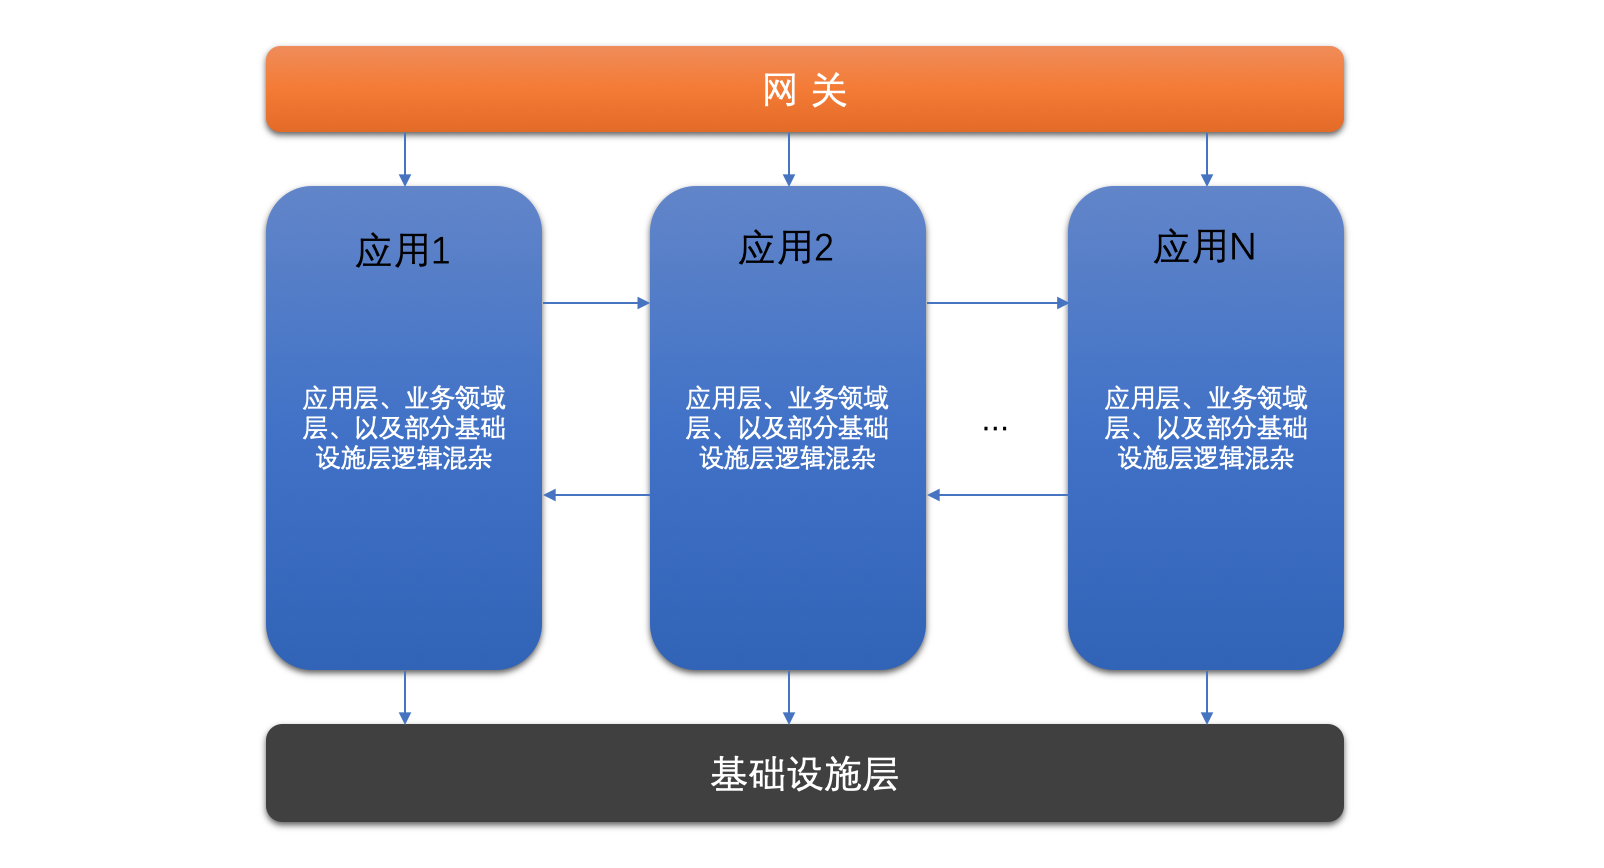 网 关
应用1
应用层、业务领域
层、以及部分基础
设施层逻辑混杂
应用2
应用层、业务领域
层、以及部分基础
设施层逻辑混杂
...
应用N
应用层、业务领域
层、以及部分基础
设施层逻辑混杂
基础设施层